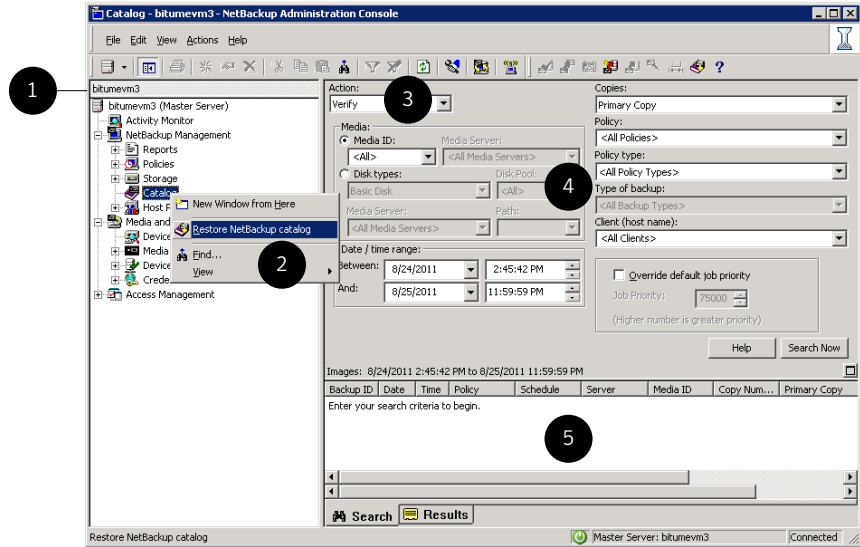 Catalog - bitumevm3 - NetBackup Administration Console
File Edit View Actions Help
?
1
bitumevm3
bitumevm3 (Master Server)
Activity Monitor
NetBackup Management
Reports
Policies
Storage
Catalog
Host P
Media and
Device
Media
Device
Crede
Access Management
New Window from Here
Restore NetBackup catalog
Find...
View
2
Action:
Verify
3
Media:
Media ID:
Media Server:
<All>
<All Media Servers>
Disk types:
Disk Pool:
Basic Disk
<All>
Media Server:
Path:
<All Media Servers>
Date / time range:
Between:
8/24/2011
2:45:42 PM
And:
8/25/2011
11:59:59 PM
4
Copies:
Primary Copy
Policy:
<All Policies>
Policy type:
<All Policy Types>
Type of backup:
<All Backup Types>
Client (host name):
<All Clients>
Override default job priority
Job Priority:
75000
(Higher number is greater priority)
Help
Search Now
Images: 8/24/2011 2:45:42 PM to 8/25/2011 11:59:59 PM
Backup ID Date Time Policy Schedule Server Media ID Copy Num... Primary Copy
Enter your search criteria to begin.
5
Search Results
Restore NetBackup catalog
Master Server: bitumevm3
Connected